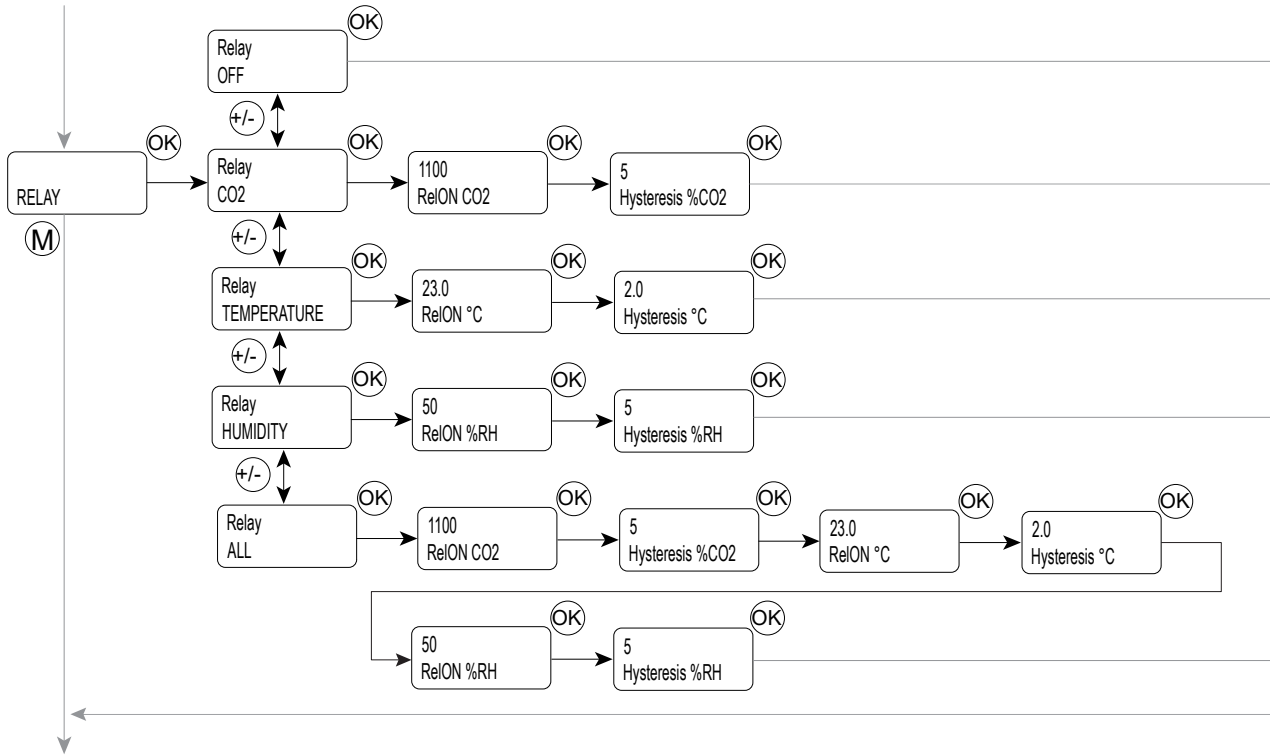 OK
Relay
OFF
+/-
OK
OK
OK
OK
RELAY
Relay
CO2
1100
RelON CO2
5
Hysteresis %CO2
M
+/-
OK
OK
OK
Relay
TEMPERATURE
23.0
RelON °C
2.0
Hysteresis °C
+/-
OK
OK
OK
Relay
HUMIDITY
50
RelON %RH
5
Hysteresis %RH
+/-
OK
OK
OK
OK
OK
Relay
ALL
1100
RelON CO2
5
Hysteresis %CO2
23.0
RelON °C
2.0
Hysteresis °C
OK
OK
50
RelON %RH
5
Hysteresis %RH